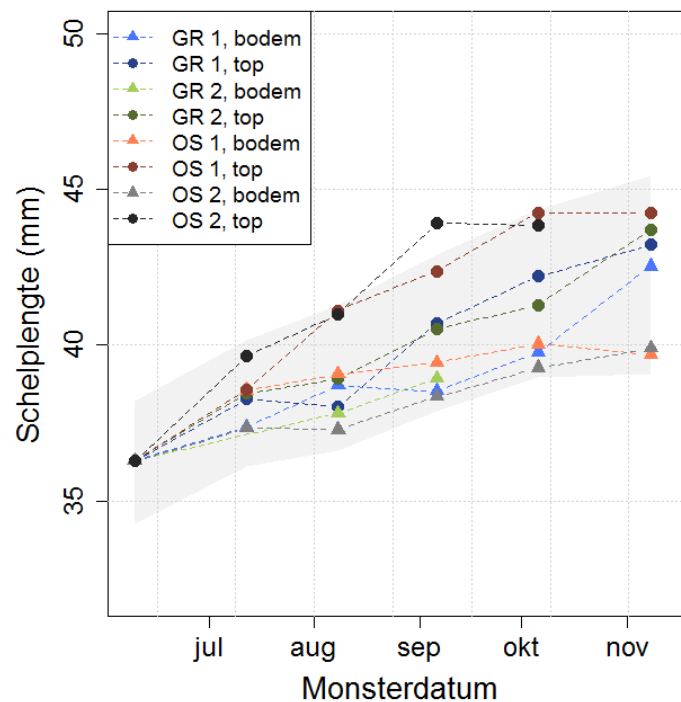 50
45
40
35
Schelplengte (mm)
GR 1, bodem
GR 1, top
GR 2, bodem
GR 2, top
OS 1, bodem
OS 1, top
OS 2, bodem
OS 2, top
jul aug sep okt nov
Monsterdatum